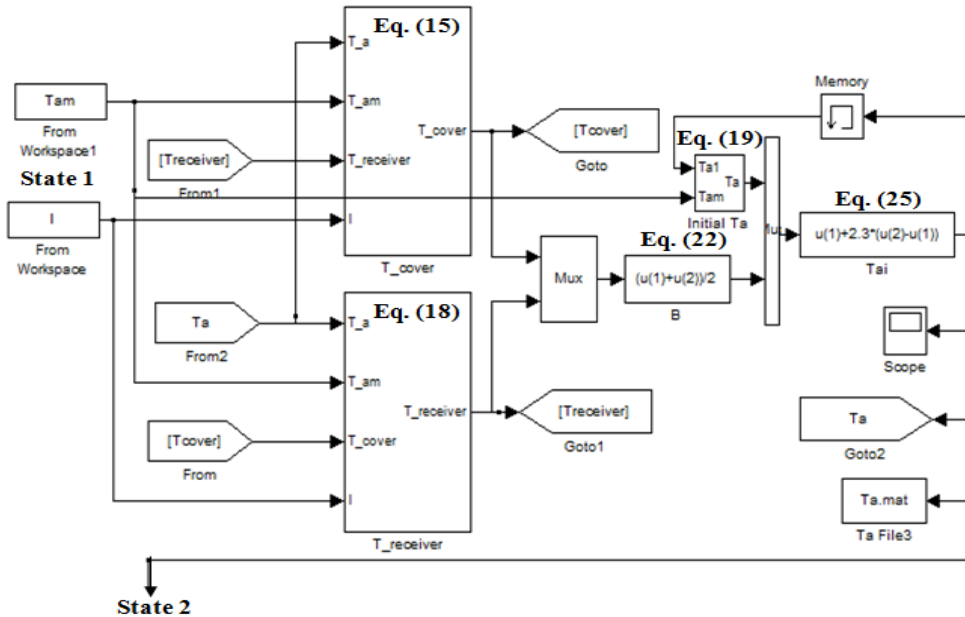 Eq. (15)
T_a
Tam
T_am
From
Workspace1
T_cover
[Tcover]
Goto
Memory
[Treceiver]
From1
T_receiver
Eq. (19)
Ta1
Ta
Tam
Initial Ta
State 1
I
From
Workspace
I
T_cover
Mux
Eq. (22)
(u(1)+u(2))/2
B
Eq. (25)
u(1)+2.3*(u(2)-u(1))
Tai
Eq. (18)
Ta
From2
T_a
T_am
T_receiver
[Treceiver]
Goto1
Scope
[Tcover]
From
T_cover
Ta
Goto2
I
T_receiver
Ta.mat
Ta File3
State 2